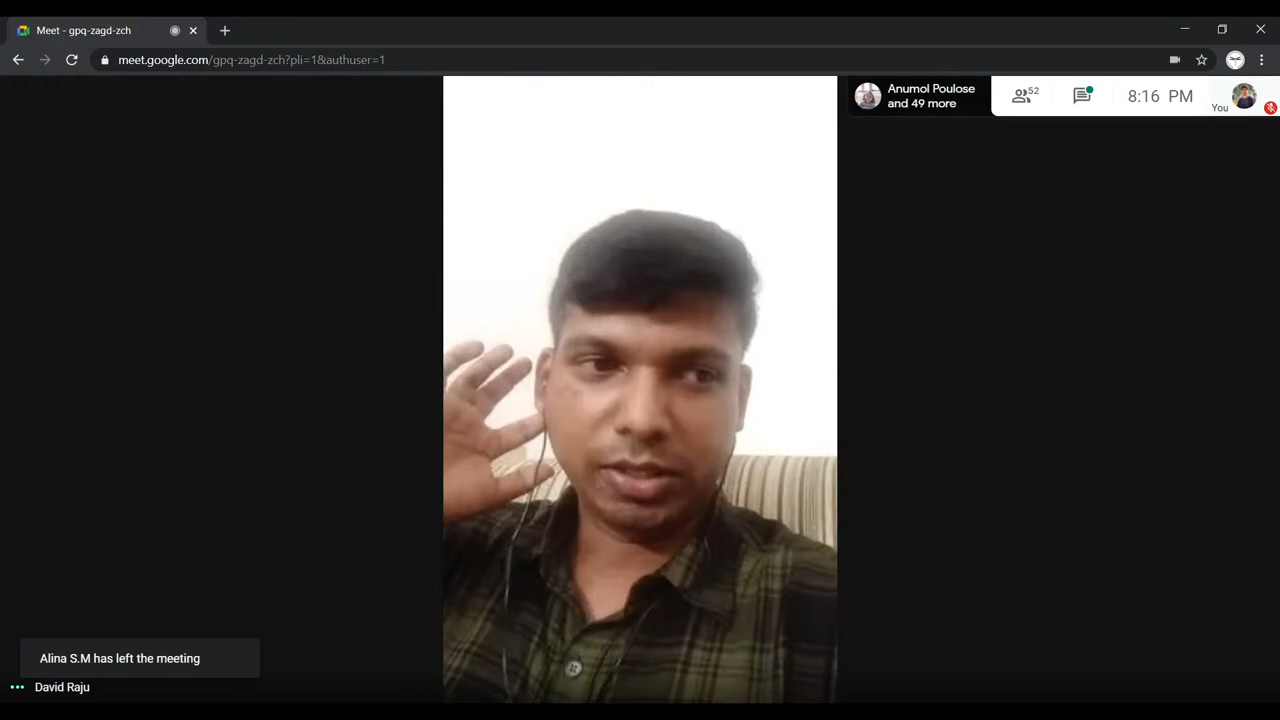 Meet - gpq-zagd-zch
meet.google.com/gpq-zagd-zch?pli=1&authuser=1
Anumol Poulose
and 49 more
52
8:16 PM
You
Alina S.M has left the meeting
David Raju